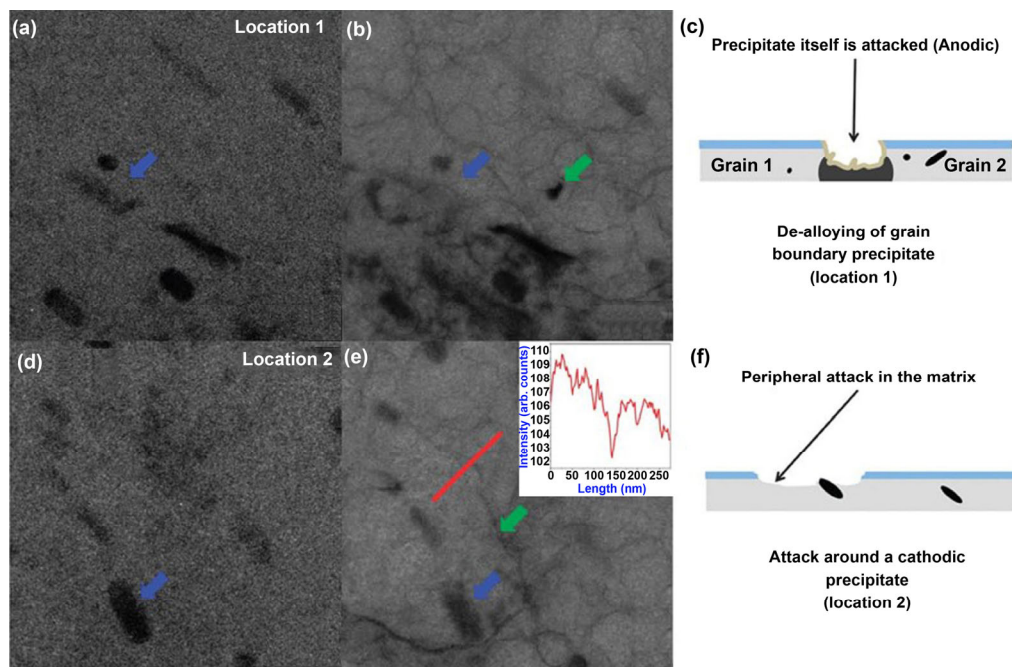 (a)
Location 1
(b)
(c)
Precipitate itself is attacked (Anodic)
Grain 1
Grain 2
De-alloying of grain
boundary precipitate
(location 1)
(d)
Location 2
(e)
Intensity (arb. counts)
110
109
108
107
106
105
104
103
102
0
50
100
150
200
250
Length (nm)
(f)
Peripheral attack in the matrix
Attack around a cathodic
precipitate
(location 2)